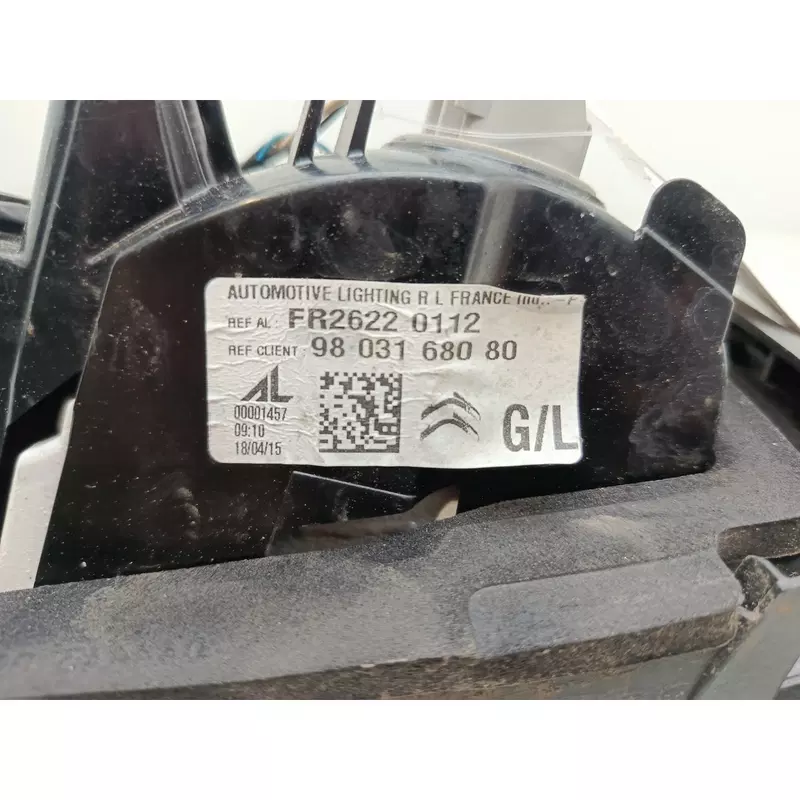 AUTOMOTIVE LIGHTING R L FRANCE
REF AL: FR2622 0112
REF CLIENT: 98 031 680 80
AL
00001457
09:10
18/04/15
G/L